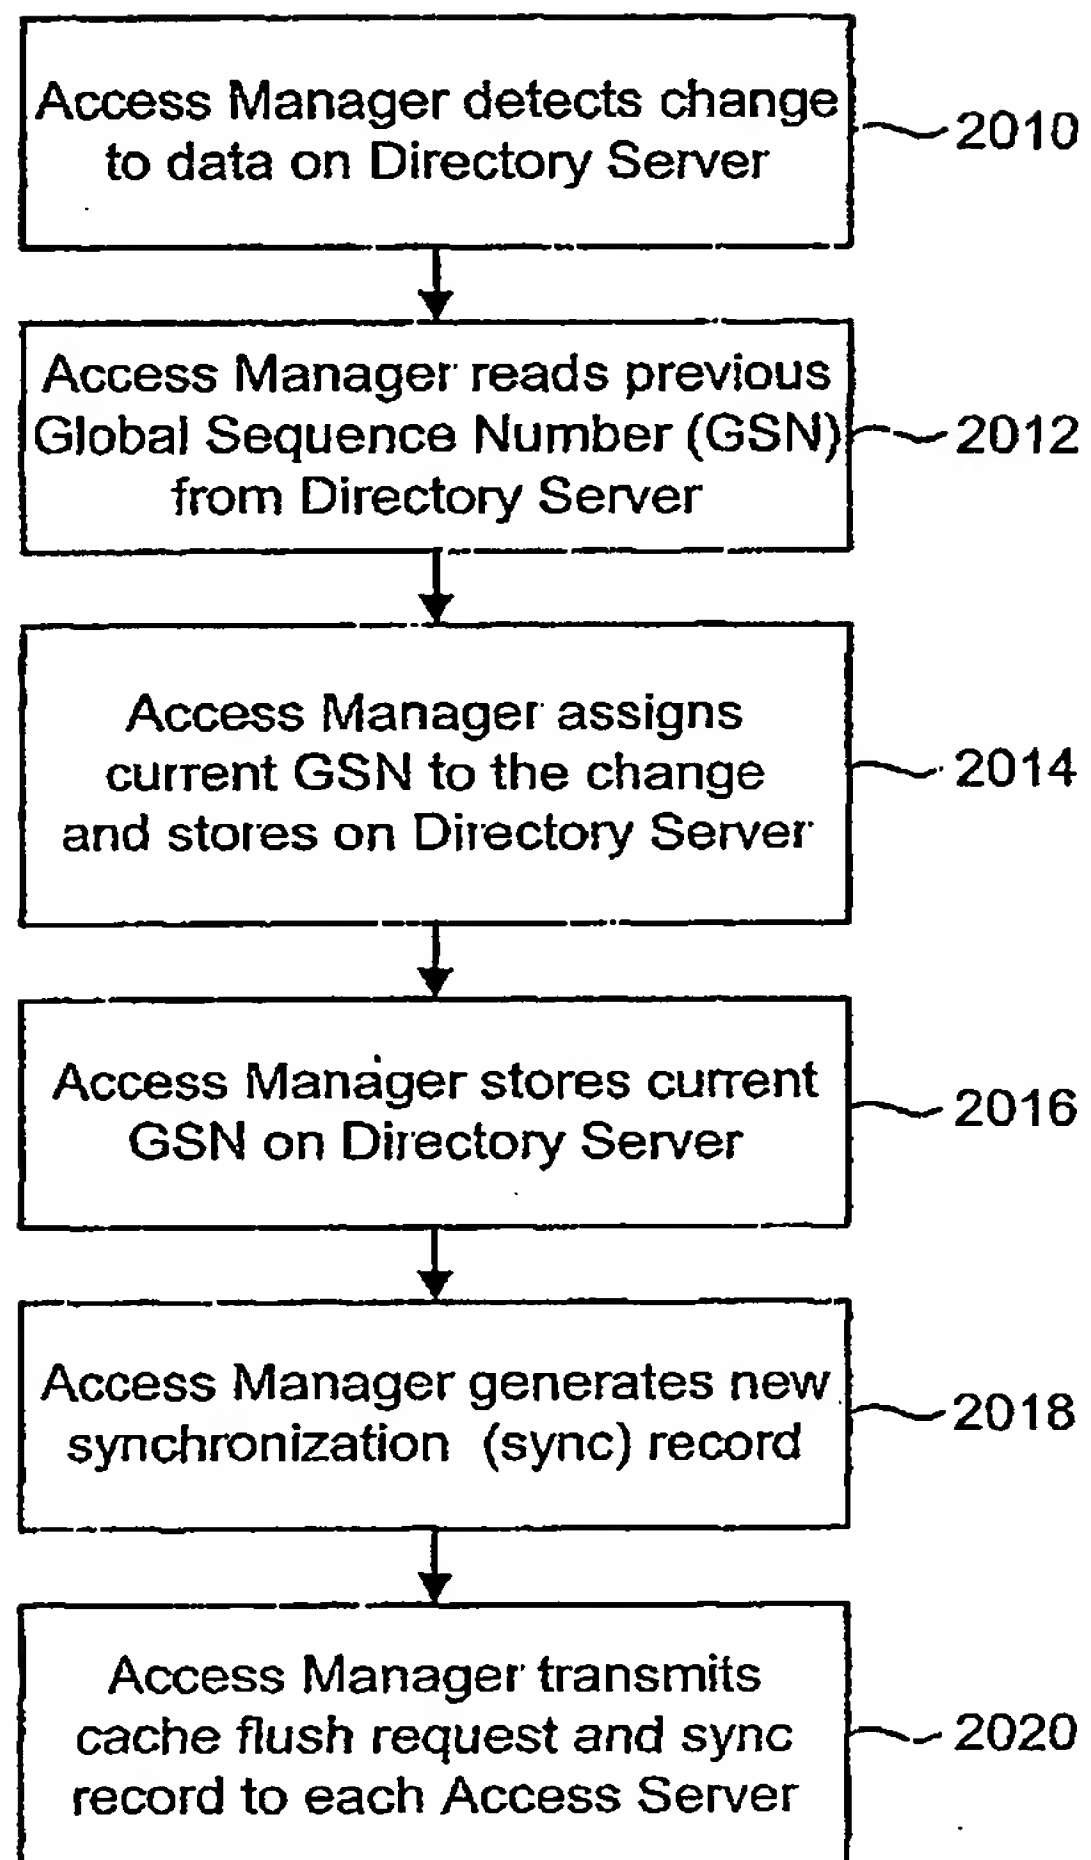 Access Manager detects change
to data on Directory Server
2010
Access Manager reads previous
Global Sequence Number (GSN)
from Directory Server
2012
Access Manager assigns
current GSN to the change
and stores on Directory Server
2014
Access Manager stores current
GSN on Directory Server
2016
Access Manager generates new
synchronization (sync) record
2018
Access Manager transmits
cache flush request and sync
record to each Access Server
2020